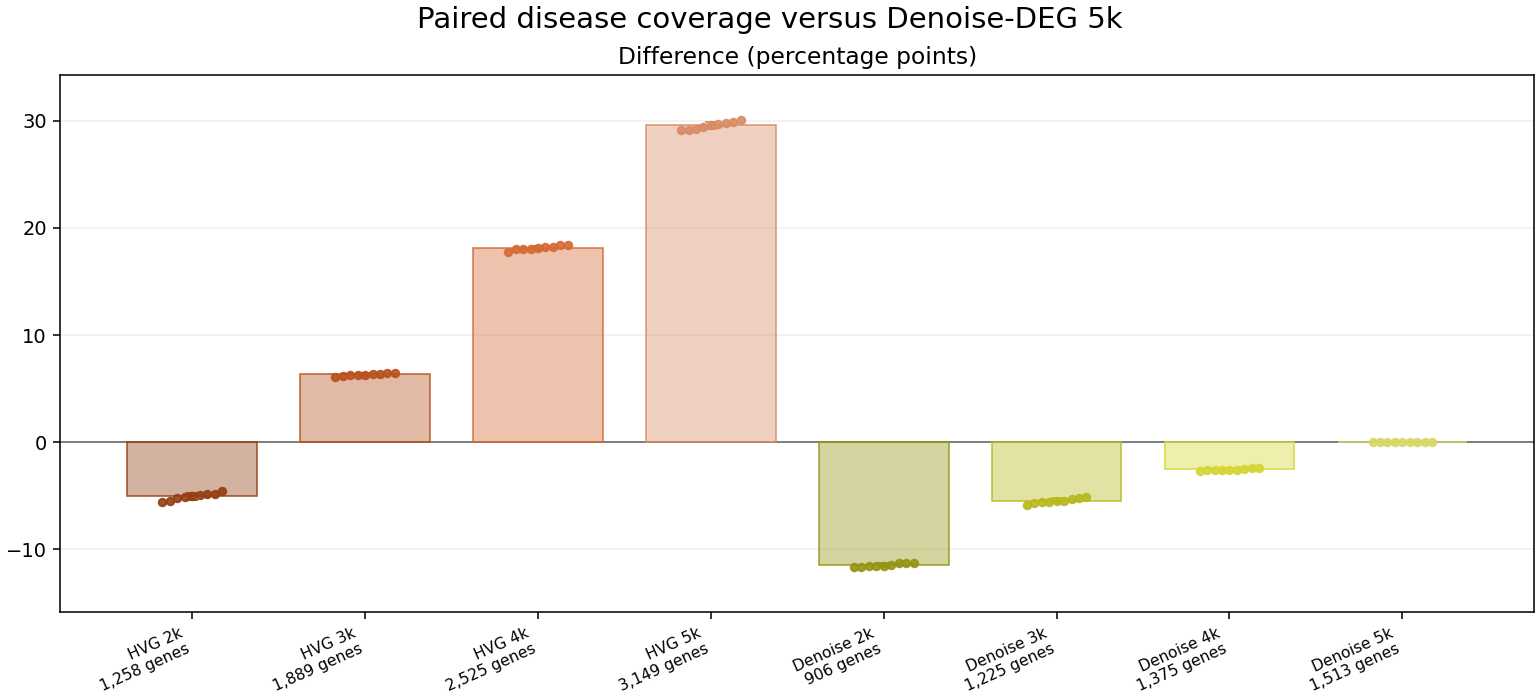 Paired disease coverage versus Denoise-DEG 5k
Difference (percentage points)
30
20
10
0
−10
HVG 2k
1,258 genes
HVG 3k
1,889 genes
HVG 4k
2,525 genes
HVG 5k
3,149 genes
Denoise 2k
906 genes
Denoise 3k
1,225 genes
Denoise 4k
1,375 genes
Denoise 5k
1,513 genes